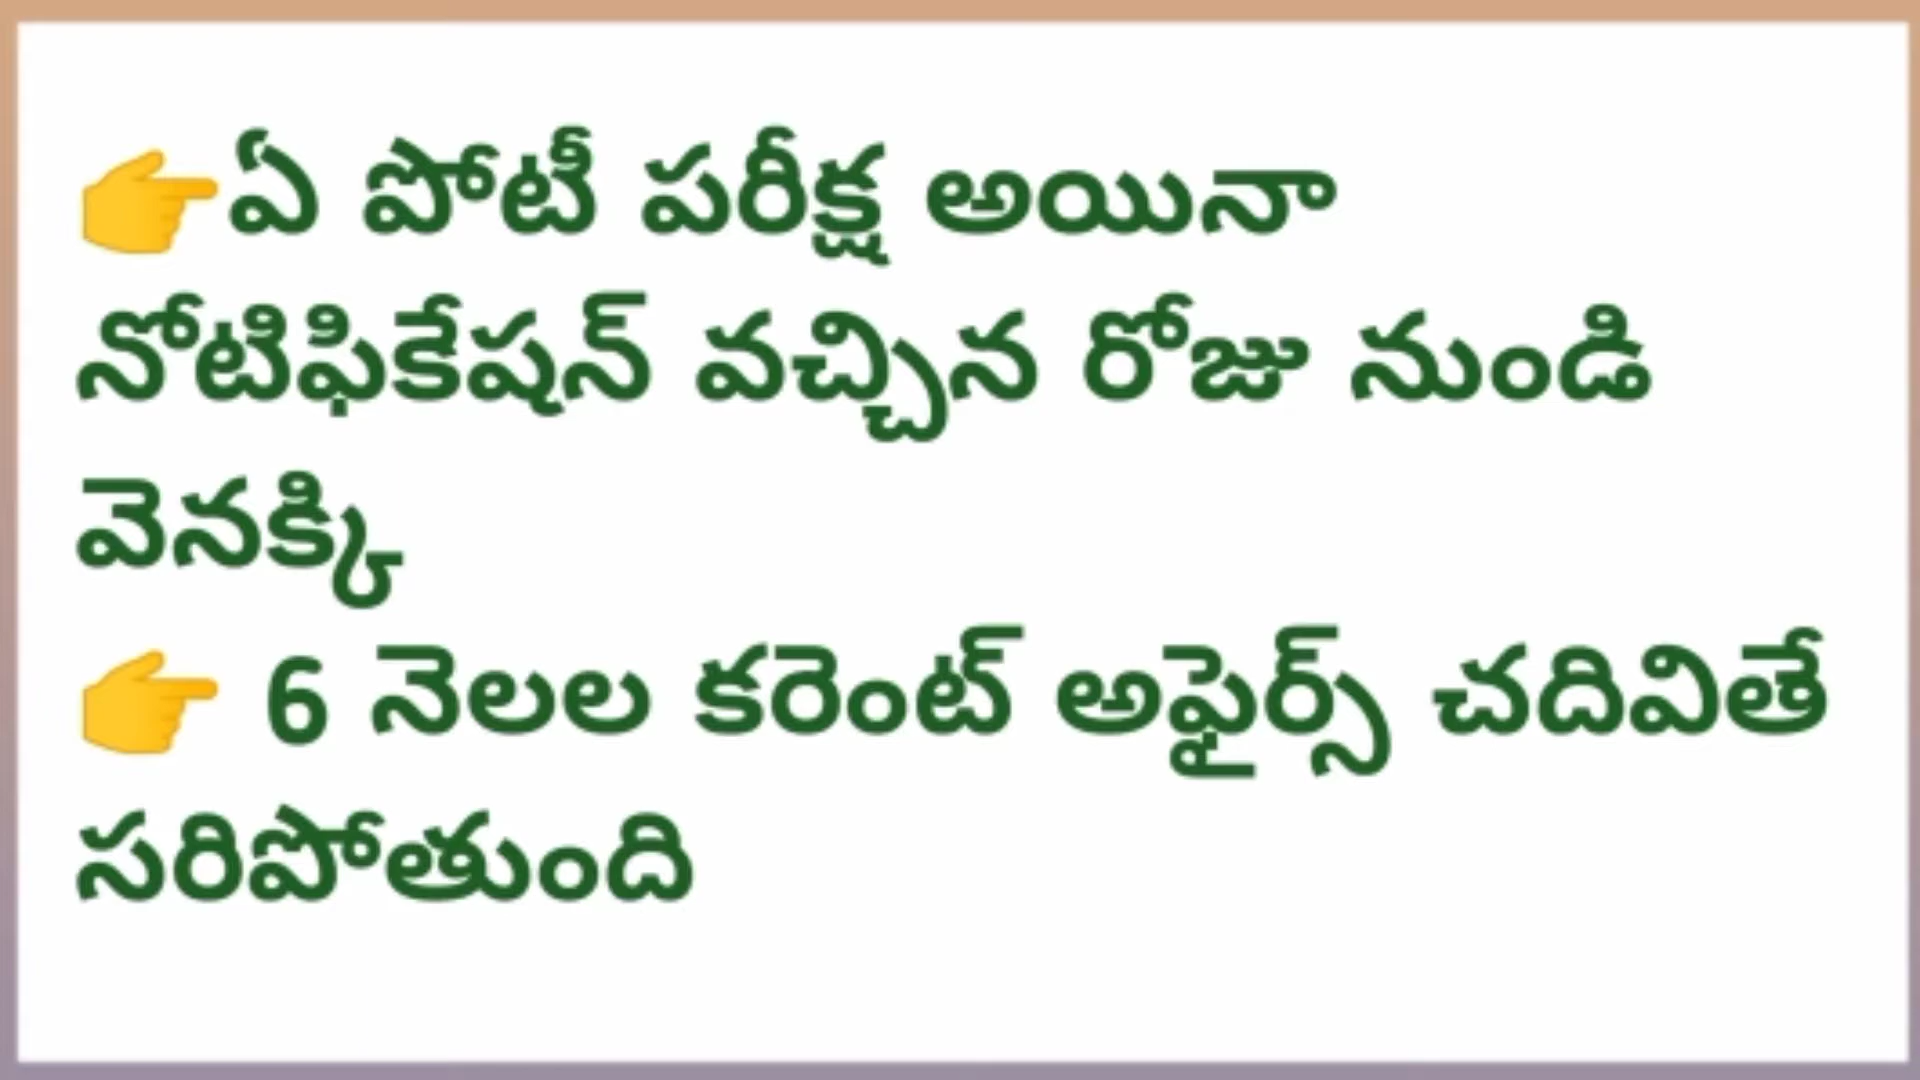 👉ఏ పోటీ పరీక్ష అయినా
నోటిఫికేషన్ వచ్చిన రోజు నుండి
వెనక్కి
👉 6 నెలల కరెంట్ అఫైర్స్ చదివితే
సరిపోతుంది